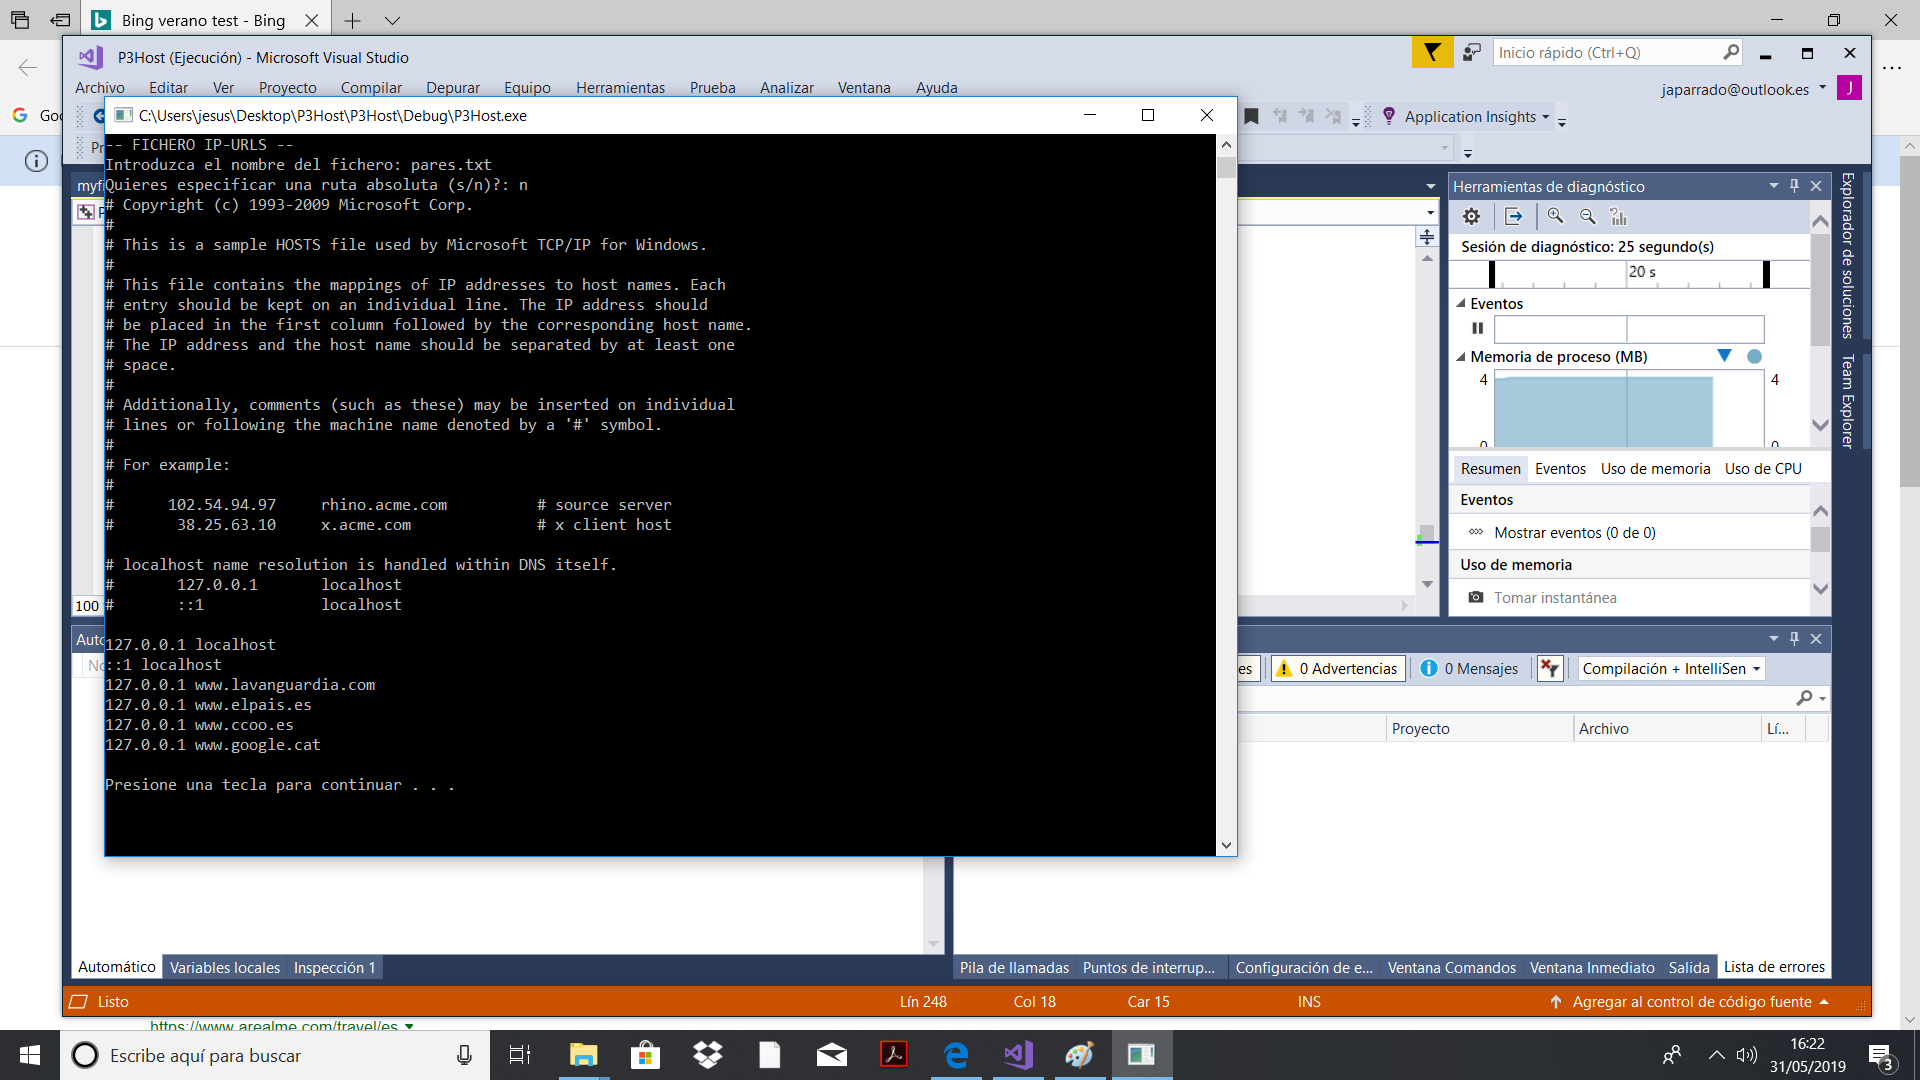 Bing verano test - Bing
P3Host (Ejecución) - Microsoft Visual Studio
Inicio rápido (Ctrl+Q)
Archivo Editar Ver Proyecto Compilar Depurar Equipo Herramientas Prueba Analizar Ventana Ayuda
japarrado@outlook.es
J
C:\Users\jesus\Desktop\P3Host\P3Host\Debug\P3Host.exe
Application Insights
-- FICHERO IP-URLS --
Introduzca el nombre del fichero: pares.txt
Quieres especificar una ruta absoluta (s/n)?: n
# Copyright (c) 1993-2009 Microsoft Corp.
#
# This is a sample HOSTS file used by Microsoft TCP/IP for Windows.
#
# This file contains the mappings of IP addresses to host names. Each
# entry should be kept on an individual line. The IP address should
# be placed in the first column followed by the corresponding host name.
# The IP address and the host name should be separated by at least one
# space.
#
# Additionally, comments (such as these) may be inserted on individual
# lines or following the machine name denoted by a '#' symbol.
#
# For example:
#
#      102.54.94.97     rhino.acme.com          # source server
#       38.25.63.10     x.acme.com              # x client host
# localhost name resolution is handled within DNS itself.
#       127.0.0.1       localhost
#       ::1             localhost
127.0.0.1 localhost
::1 localhost
127.0.0.1 www.lavanguardia.com
127.0.0.1 www.elpais.es
127.0.0.1 www.ccoo.es
127.0.0.1 www.google.cat
Presione una tecla para continuar . . .
100
Herramientas de diagnóstico
Sesión de diagnóstico: 25 segundo(s)
20 s
Eventos
Memoria de proceso (MB)
4 4
0 0
Resumen Eventos Uso de memoria Uso de CPU
Eventos
Mostrar eventos (0 de 0)
Uso de memoria
Tomar instantánea
Explorador de soluciones
Team Explorer
es 0 Advertencias 0 Mensajes Compilación + IntelliSen
Proyecto Archivo Lí...
Automático Variables locales Inspección 1
Pila de llamadas Puntos de interrup... Configuración de e... Ventana Comandos Ventana Inmediato Salida Lista de errores
Listo Lín 248 Col 18 Car 15 INS Agregar al control de código fuente
https://www.arealme.com/travel/es
Escribe aquí para buscar
16:22
31/05/2019
3